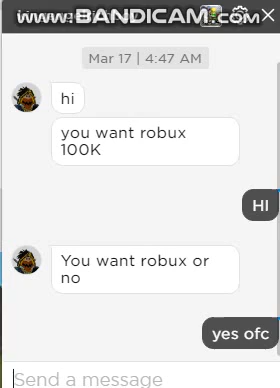 www.BANDICAM.com
Mar 17 | 4:47 AM
hi
you want robux
100K
HI
You want robux or
no
yes ofc
Send a message